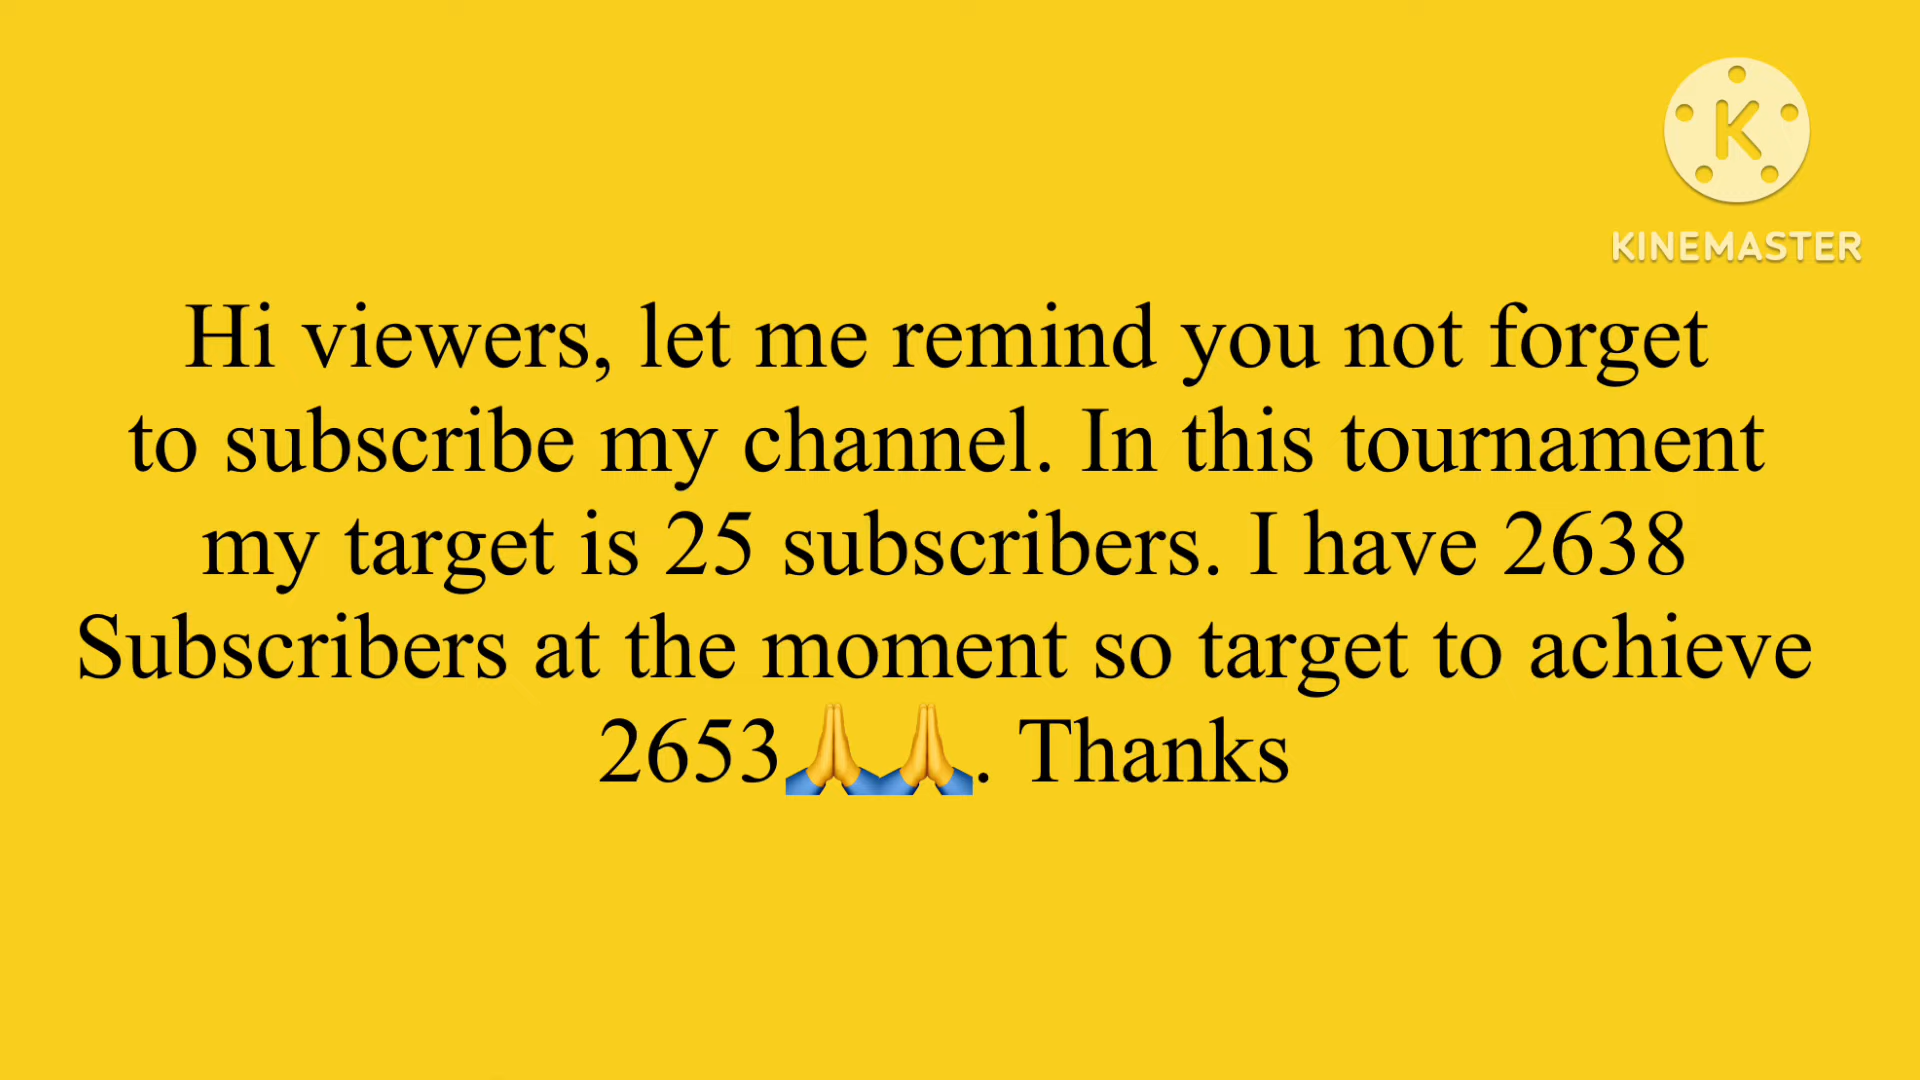 K
KINEMASTER
Hi viewers, let me remind you not forget
to subscribe my channel. In this tournament
my target is 25 subscribers. I have 2638
Subscribers at the moment so target to achieve
2653🙏🙏. Thanks